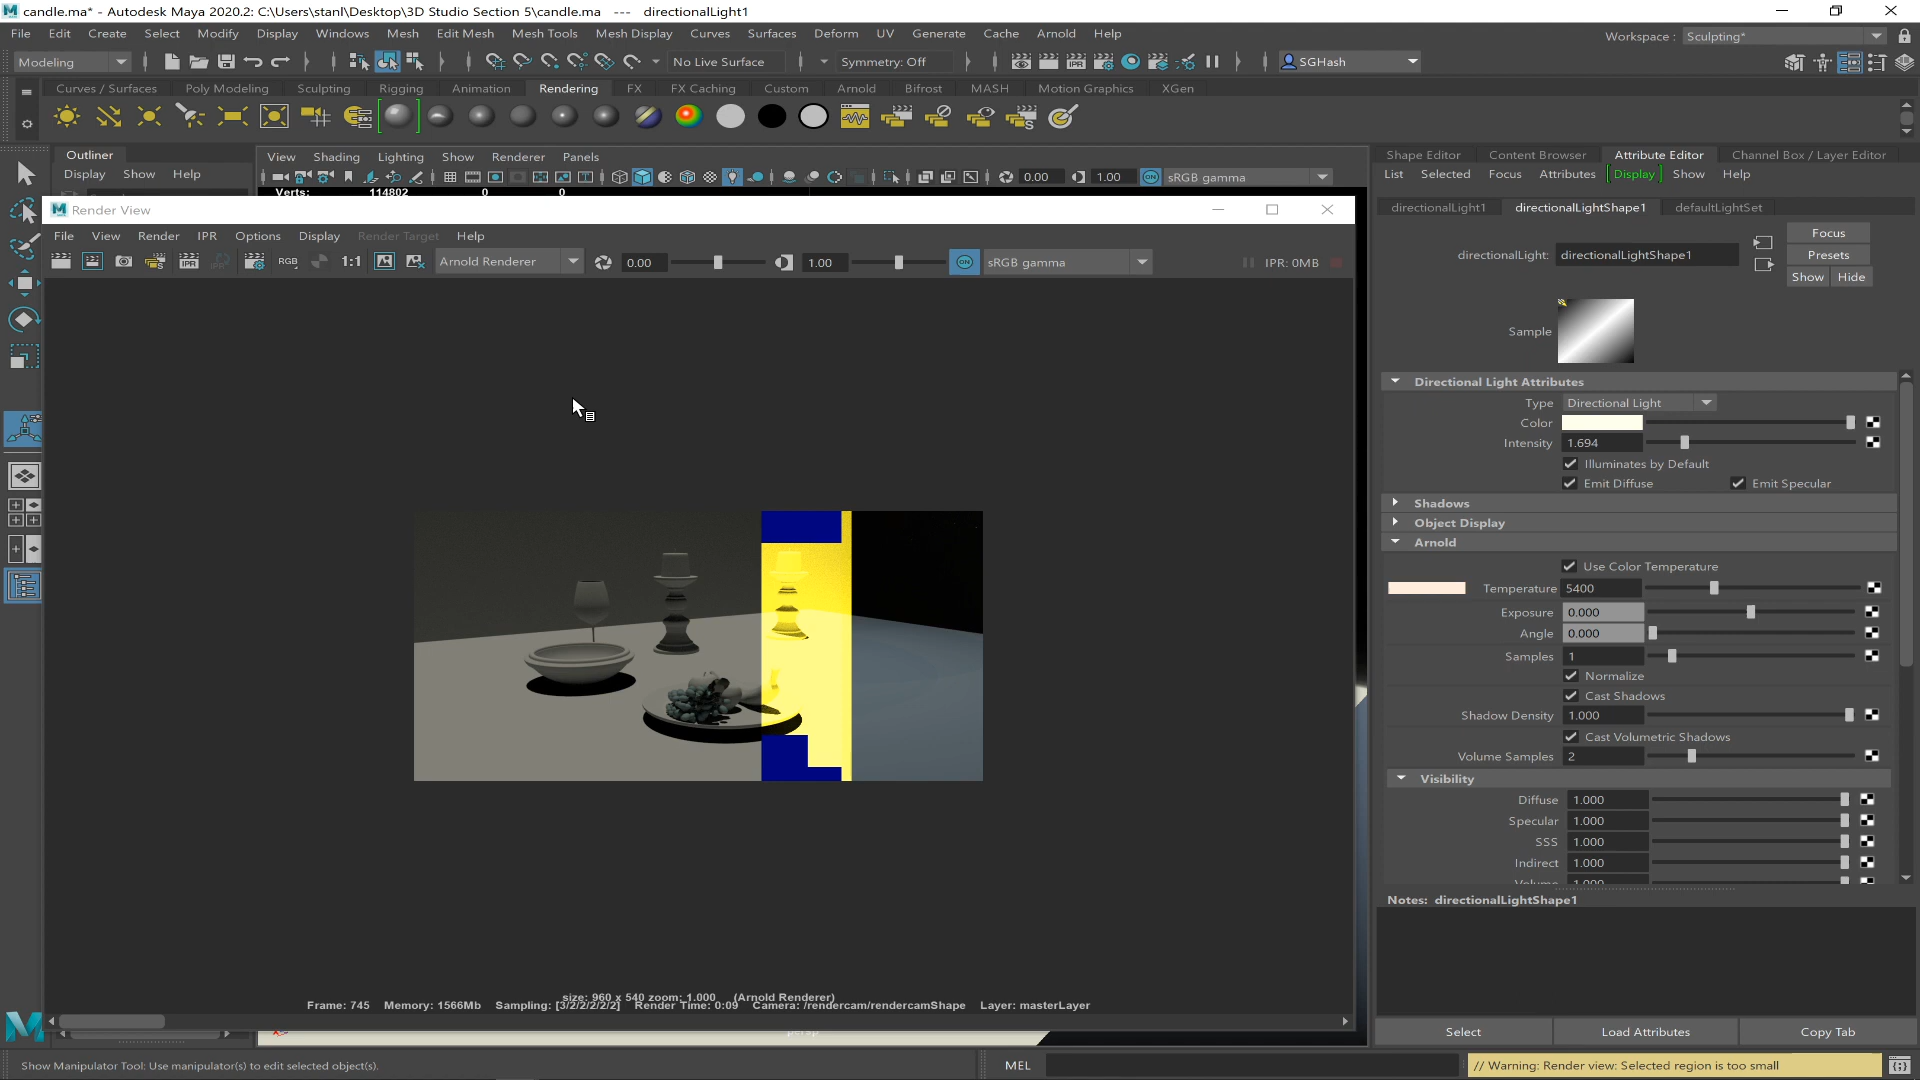 candle.ma* - Autodesk Maya 2020.2: C:\Users\stanl\Desktop\3D Studio Section 5\candle.ma --- directionalLight1
File Edit Create Select Modify Display Windows Mesh Edit Mesh Mesh Tools Mesh Display Curves Surfaces Deform UV Generate Cache Arnold Help
Workspace : Sculpting*
Modeling No Live Surface Symmetry: Off SGHash
Curves / Surfaces Poly Modeling Sculpting Rigging Animation Rendering FX FX Caching Custom Arnold Bifrost MASH Motion Graphics XGen
Outliner
Display Show Help
View Shading Lighting Show Renderer Panels
0.00 1.00 ON sRGB gamma
Verts: 114802 0 0
Render View
File View Render IPR Options Display Render Target Help
IPR RGB 1:1 Arnold Renderer 0.00 1.00 ON sRGB gamma IPR: 0MB
size: 960 x 540 zoom: 1.000 (Arnold Renderer)
Frame: 745 Memory: 1566Mb Sampling: [3/2/2/2/2/2] Render Time: 0:09 Camera: /rendercam/rendercamShape Layer: masterLayer
persp
Shape Editor Content Browser Attribute Editor Channel Box / Layer Editor
List Selected Focus Attributes Display Show Help
directionalLight1 directionalLightShape1 defaultLightSet
directionalLight: directionalLightShape1
Focus
Presets
Show Hide
Sample
Directional Light Attributes
Type Directional Light
Color
Intensity 1.694
Illuminates by Default
Emit Diffuse Emit Specular
Shadows
Object Display
Arnold
Use Color Temperature
Temperature 5400
Exposure 0.000
Angle 0.000
Samples 1
Normalize
Cast Shadows
Shadow Density 1.000
Cast Volumetric Shadows
Volume Samples 2
Visibility
Diffuse 1.000
Specular 1.000
SSS 1.000
Indirect 1.000
Volume 1.000
Notes: directionalLightShape1
Select Load Attributes Copy Tab
Show Manipulator Tool: Use manipulator(s) to edit selected object(s).
MEL
// Warning: Render view: Selected region is too small